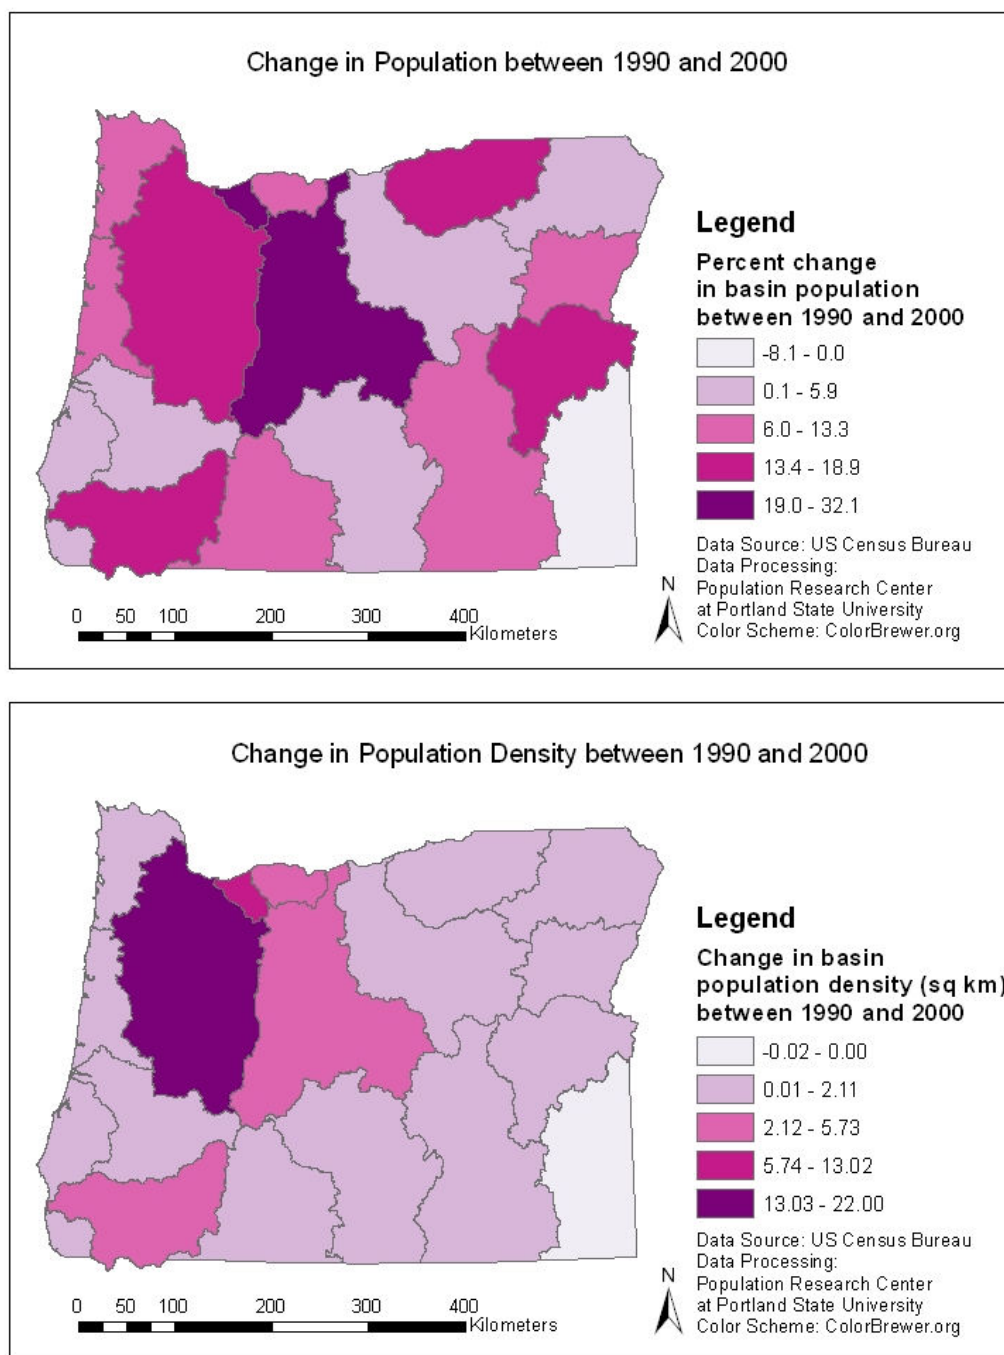 Change in Population between 1990 and 2000
Legend
Percent change
in basin population
between 1990 and 2000
-8.1 - 0.0
0.1 - 5.9
6.0 - 13.3
13.4 - 18.9
19.0 - 32.1
Data Source: US Census Bureau
Data Processing:
Population Research Center
at Portland State University
Color Scheme: ColorBrewer.org
N
0 50 100 200 300 400
Kilometers
Change in Population Density between 1990 and 2000
Legend
Change in basin
population density (sq km)
between 1990 and 2000
-0.02 - 0.00
0.01 - 2.11
2.12 - 5.73
5.74 - 13.02
13.03 - 22.00
Data Source: US Census Bureau
Data Processing:
Population Research Center
at Portland State University
Color Scheme: ColorBrewer.org
N
0 50 100 200 300 400
Kilometers